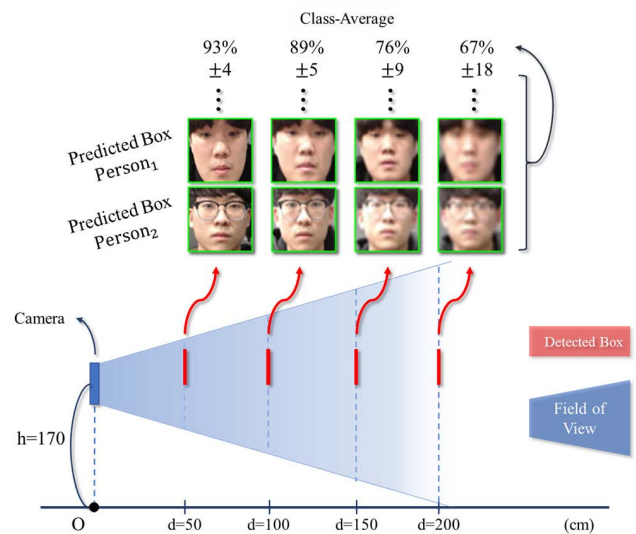 Class-Average
93% 89% 76% 67%
±4 ±5 ±9 ±18
Predicted Box
Person₁
Predicted Box
Person₂
Camera
Detected Box
Field of
View
h=170
O d=50 d=100 d=150 d=200 (cm)